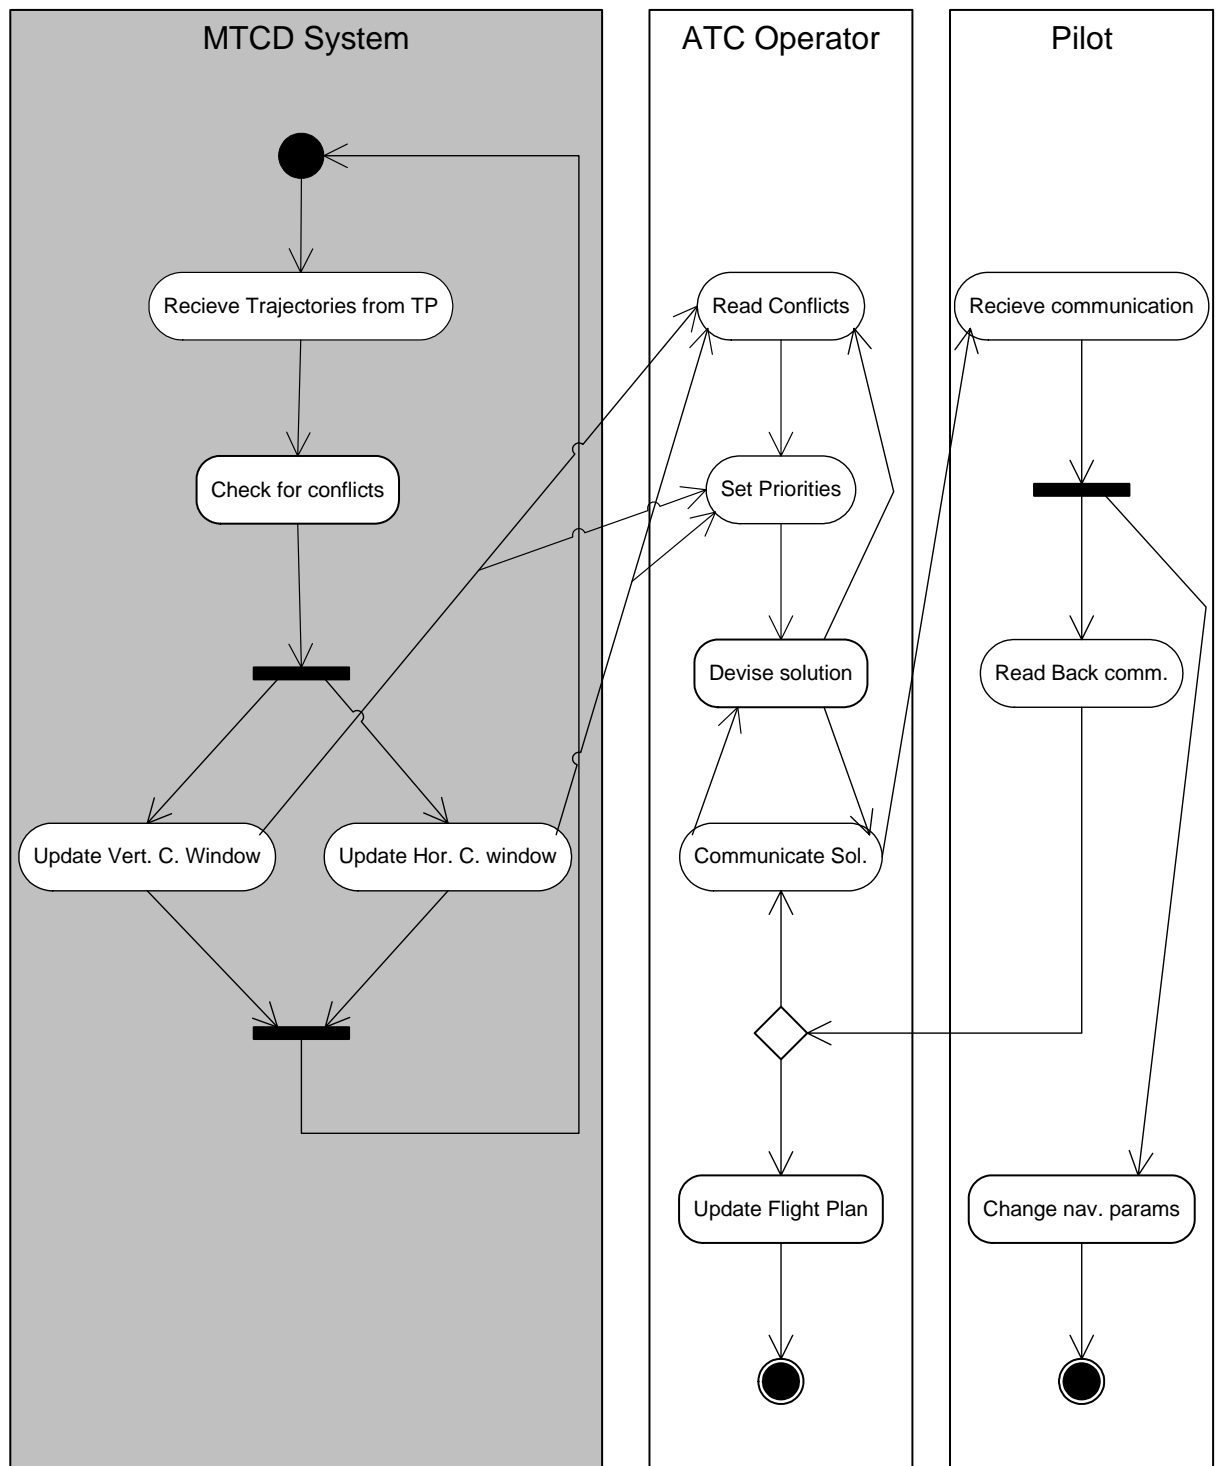 MTCD System
ATC Operator
Pilot
Recieve Trajectories from TP
Read Conflicts
Recieve communication
Check for conflicts
Set Priorities
Devise solution
Read Back comm.
Update Vert. C. Window
Update Hor. C. window
Communicate Sol.
Update Flight Plan
Change nav. params